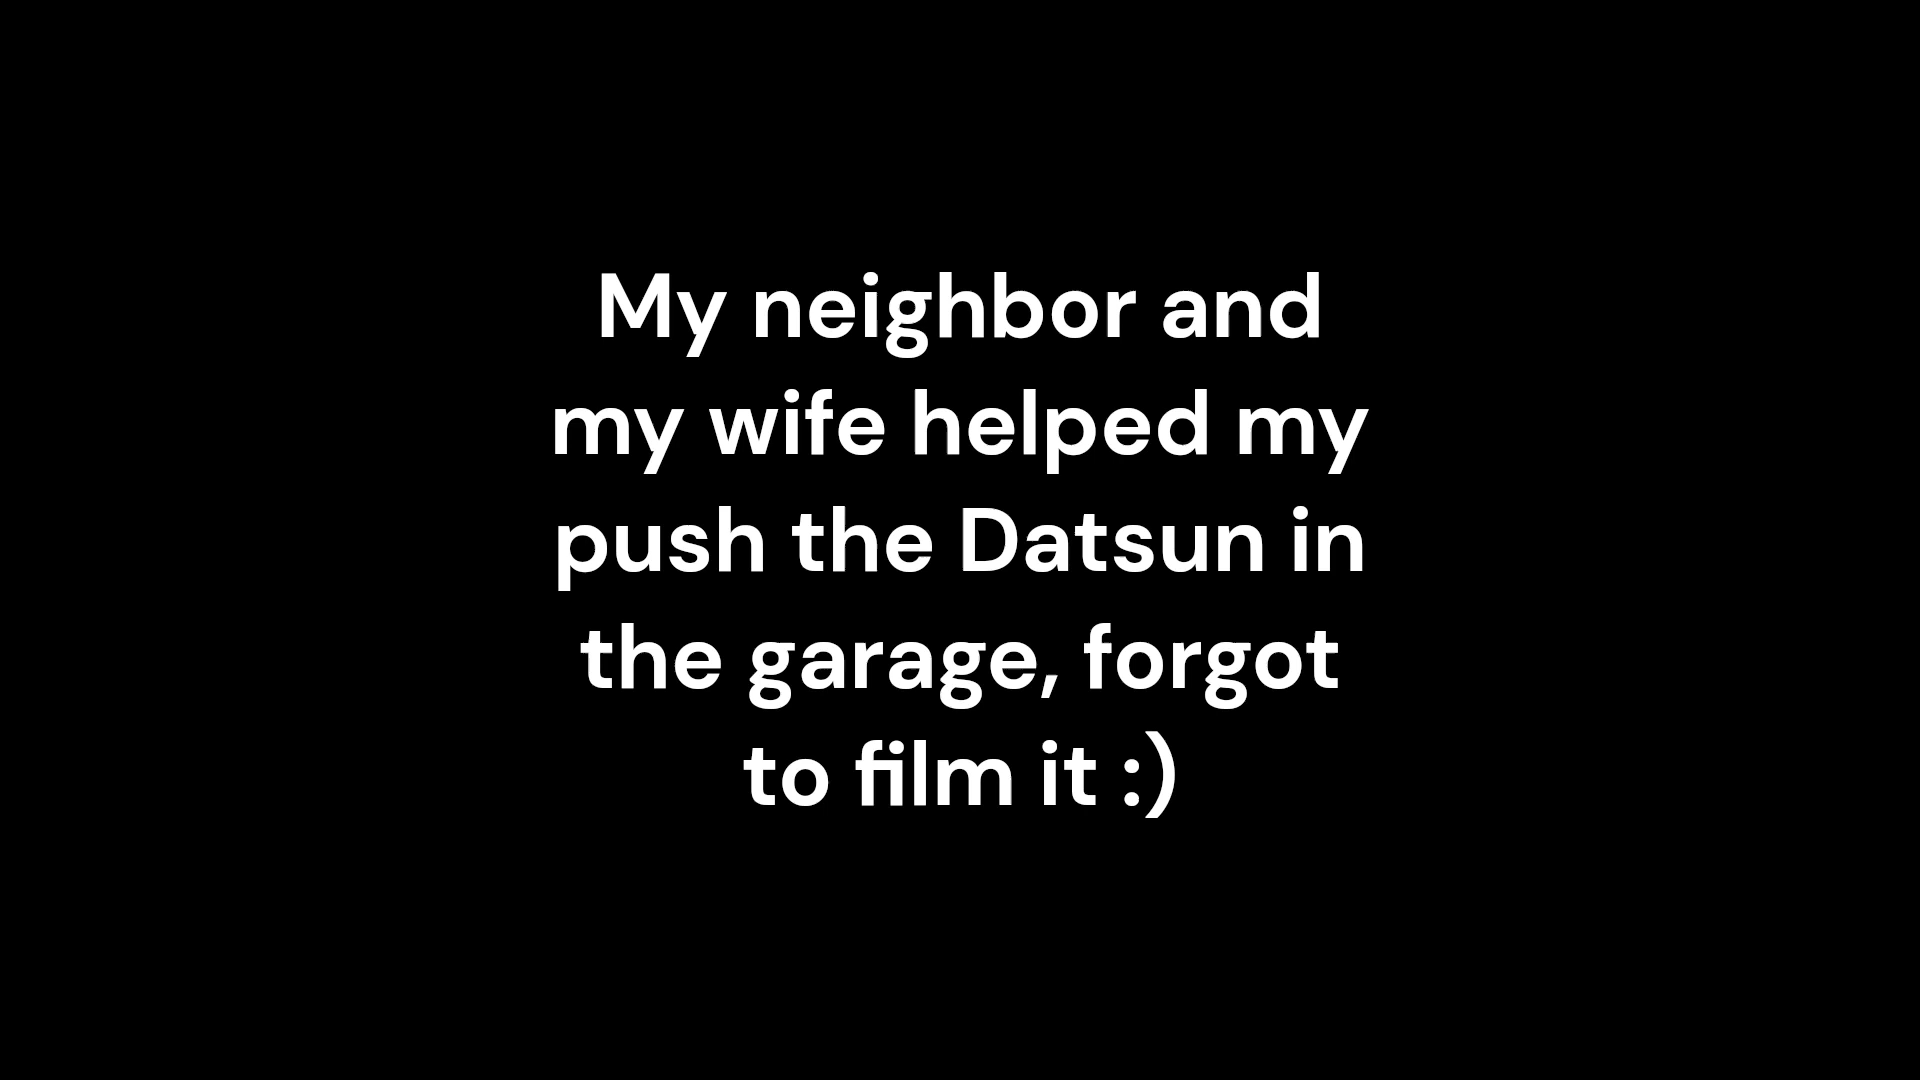 My neighbor and
my wife helped my
push the Datsun in
the garage, forgot
to film it :)